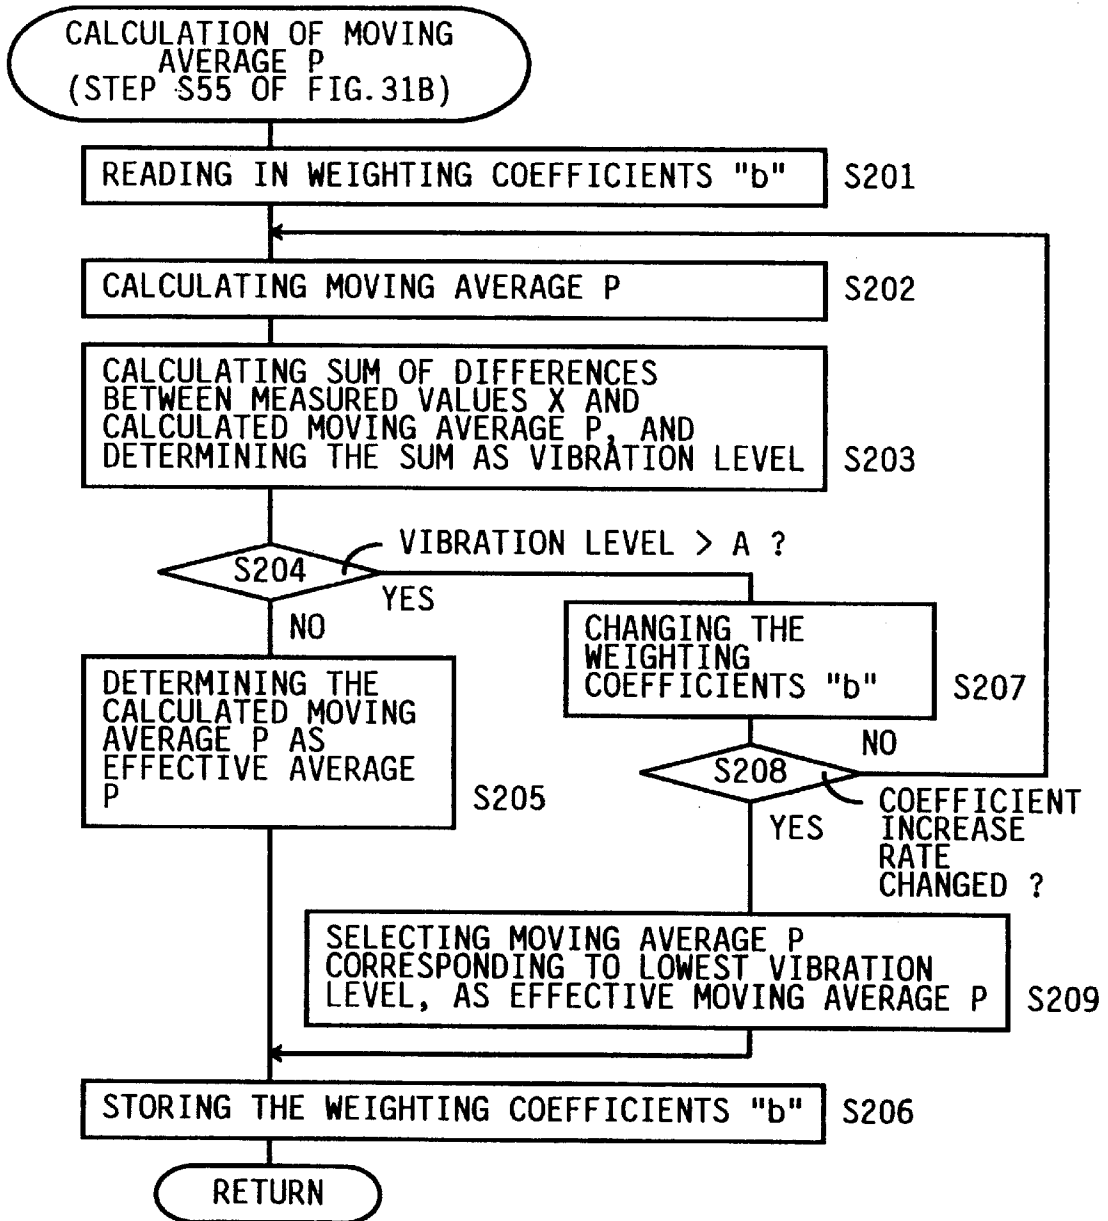 CALCULATION OF MOVING
AVERAGE P
(STEP S55 OF FIG.31B)
READING IN WEIGHTING COEFFICIENTS "b"
S201
CALCULATING MOVING AVERAGE P
S202
CALCULATING SUM OF DIFFERENCES
BETWEEN MEASURED VALUES X AND
CALCULATED MOVING AVERAGE P, AND
DETERMINING THE SUM AS VIBRATION LEVEL
S203
VIBRATION LEVEL > A ?
S204
YES
NO
CHANGING THE
WEIGHTING
COEFFICIENTS "b"
S207
DETERMINING THE
CALCULATED MOVING
AVERAGE P AS
EFFECTIVE AVERAGE
P
S205
NO
S208
YES
COEFFICIENT
INCREASE
RATE
CHANGED ?
SELECTING MOVING AVERAGE P
CORRESPONDING TO LOWEST VIBRATION
LEVEL, AS EFFECTIVE MOVING AVERAGE P
S209
STORING THE WEIGHTING COEFFICIENTS "b"
S206
RETURN